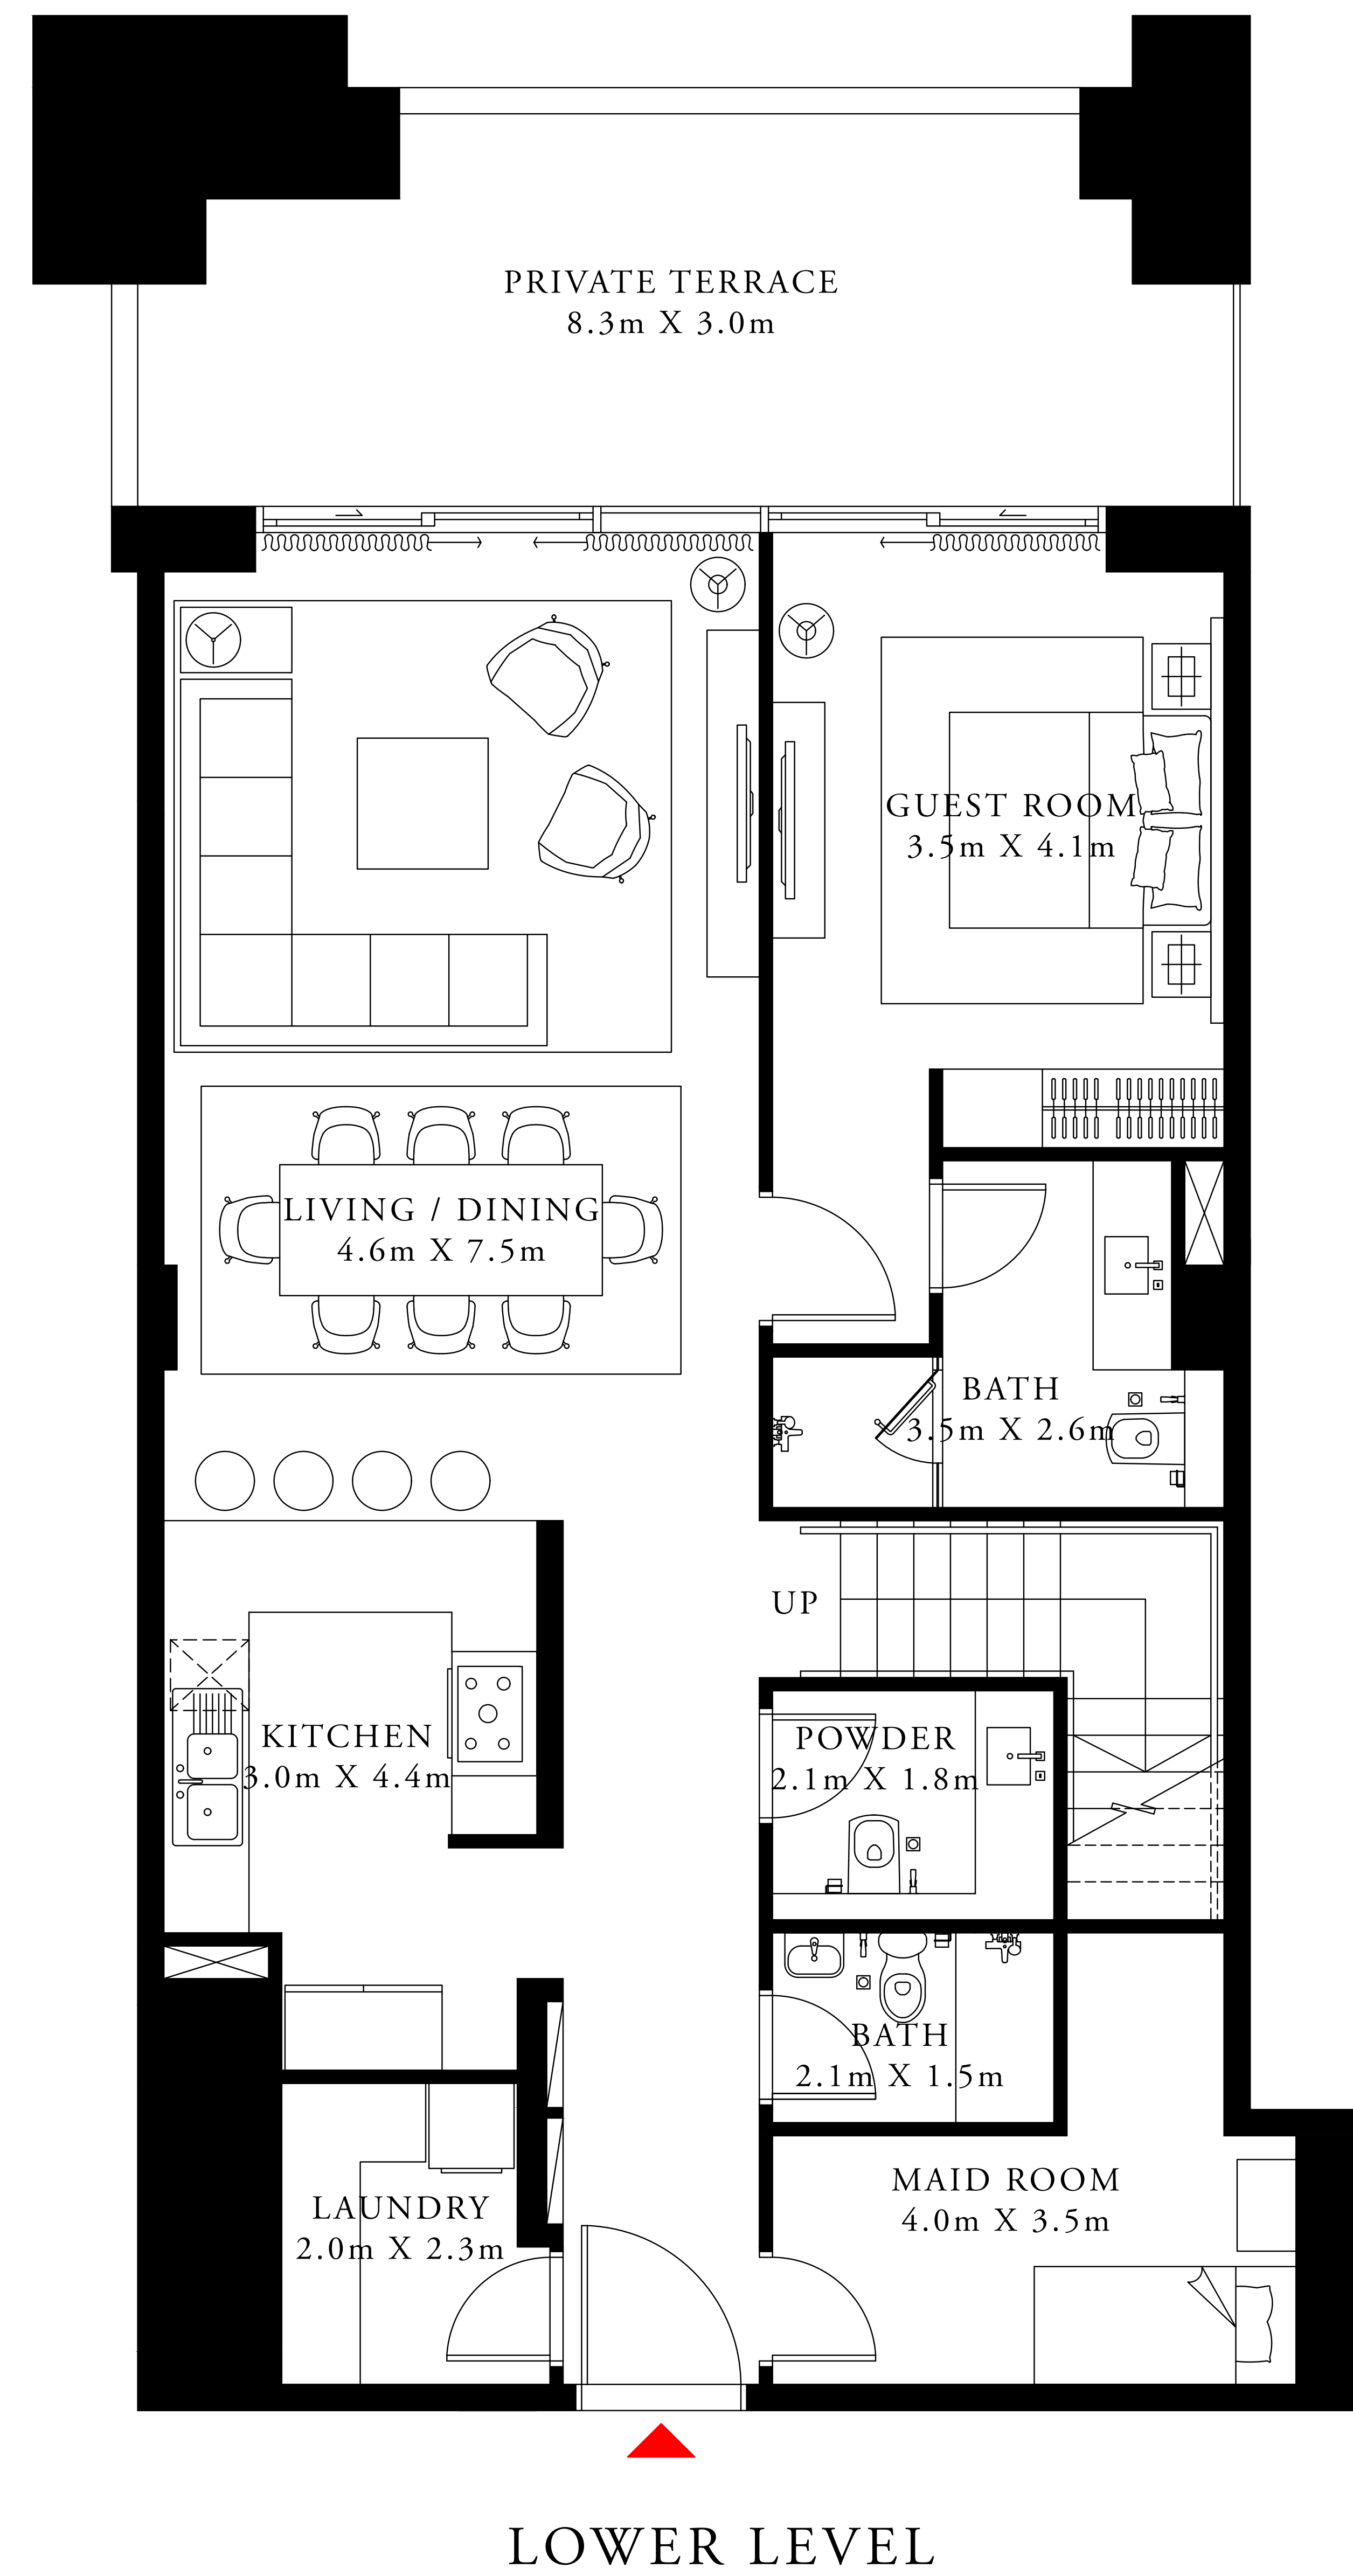 PRIVATE TERRACE
8.3m X 3.0m
GUEST ROOM
3.5m X 4.1m
LIVING / DINING
4.6m X 7.5m
BATH
3.5m X 2.6m
UP
KITCHEN
3.0m X 4.4m
POWDER
2.1m X 1.8m
BATH
2.1m X 1.5m
MAID ROOM
4.0m X 3.5m
LAUNDRY
2.0m X 2.3m
LOWER LEVEL